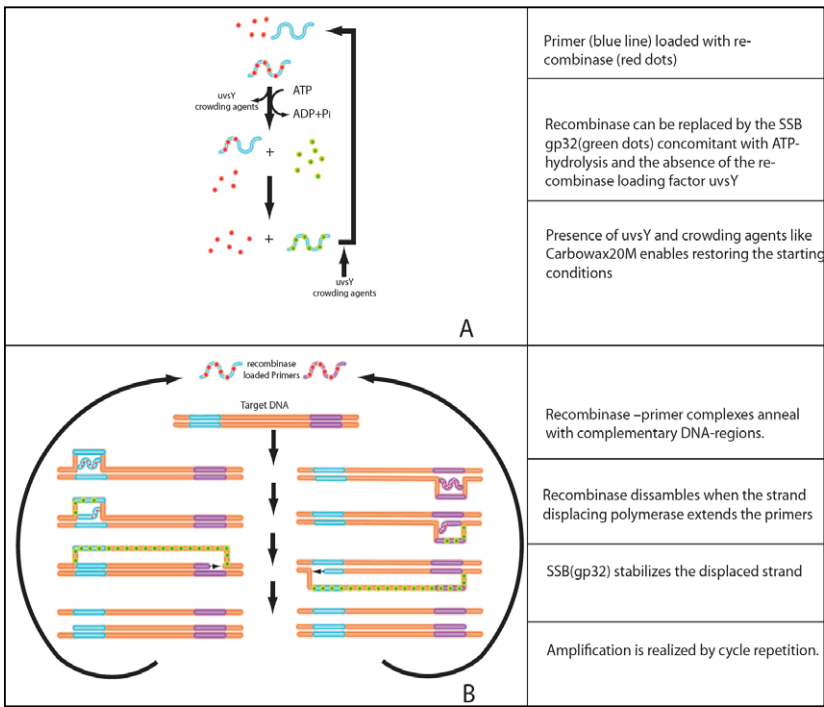 uvsY
crowding agents
ATP
ADP+Pi
+
+
uvsY
crowding agents
A
Primer (blue line) loaded with re-
combinase (red dots)
Recombinase can be replaced by the SSB
gp32(green dots) concomitant with ATP-
hydrolysis and the absence of the re-
combinase loading factor uvsY
Presence of uvsY and crowding agents like
Carbowax20M enables restoring the starting
conditions
recombinase
loaded Primers
Target DNA
B
Recombinase –primer complexes anneal
with complementary DNA-regions.
Recombinase dissambles when the strand
displacing polymerase extends the primers
SSB(gp32) stabilizes the displaced strand
Amplification is realized by cycle repetition.